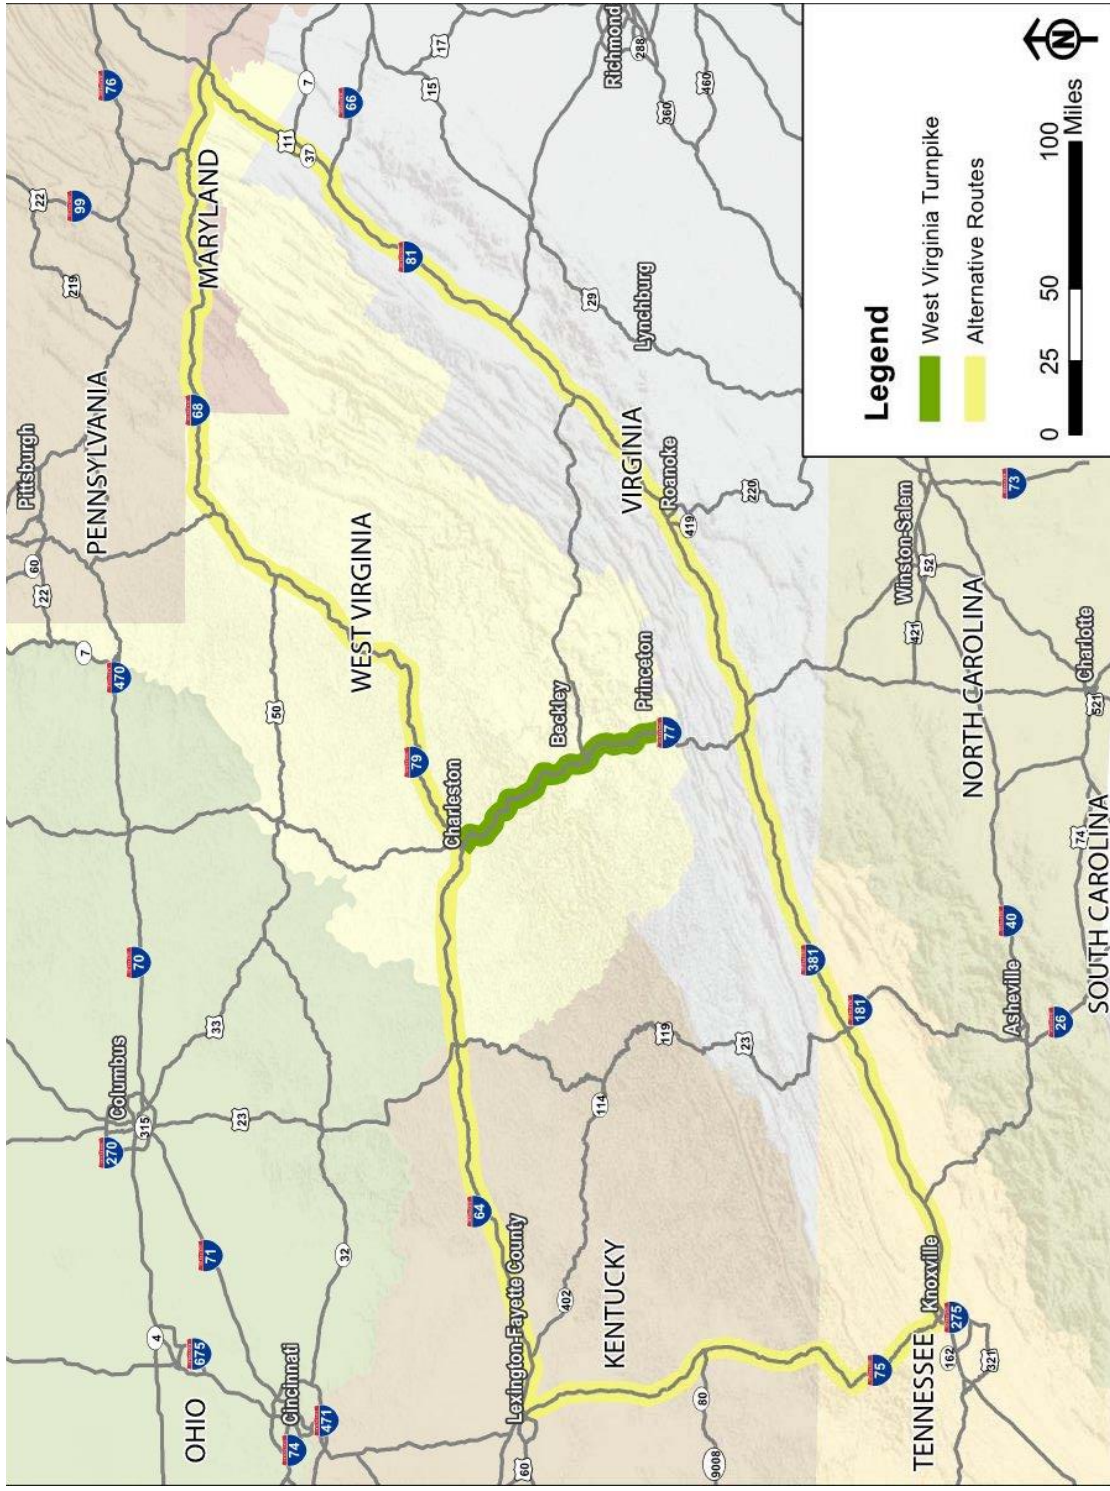 Pittsburgh
PENNSYLVANIA
MARYLAND
WEST VIRGINIA
OHIO
Columbus
Cincinnati
Charleston
Beckley
Princeton
Lexington-Fayette County
KENTUCKY
VIRGINIA
Roanoke
Lynchburg
Richmond
TENNESSEE
Knoxville
NORTH CAROLINA
Winston-Salem
Charlotte
Asheville
SOUTH CAROLINA
4
675
71
74
471
270
315
70
33
23
32
50
7
470
22
60
219
22
99
76
68
79
77
64
60
402
114
119
23
80
9008
75
162
275
321
181
381
26
40
74
521
421
52
73
220
419
29
81
37
11
7
66
15
17
288
360
460
Legend
West Virginia Turnpike
Alternative Routes
0 25 50 100
Miles
N